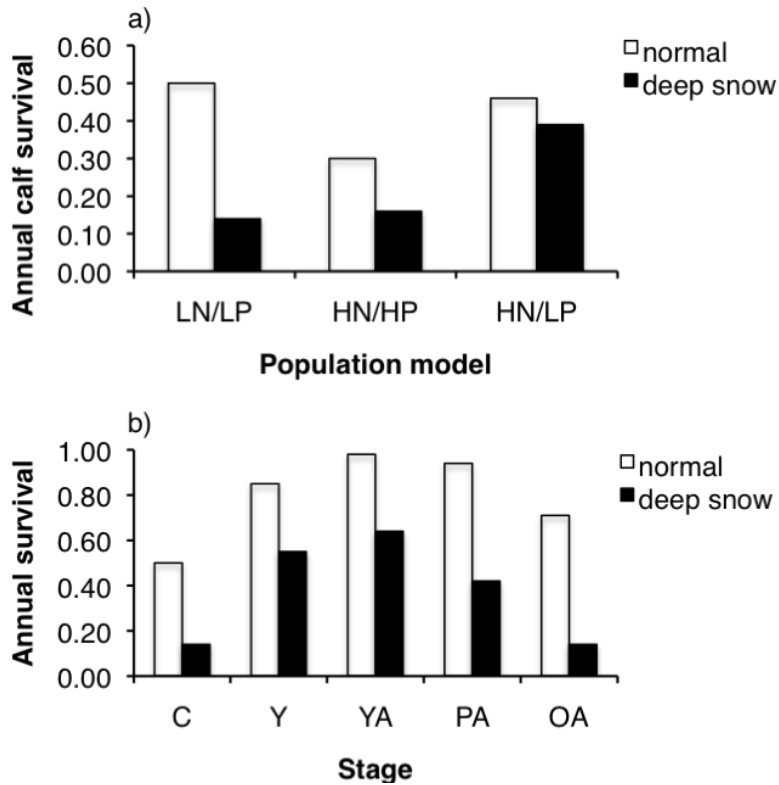 a)
Annual calf survival
0.60
0.50
0.40
0.30
0.20
0.10
0.00
normal
deep snow
LN/LP HN/HP HN/LP
Population model
b)
Annual survival
1.00
0.80
0.60
0.40
0.20
0.00
normal
deep snow
C Y YA PA OA
Stage